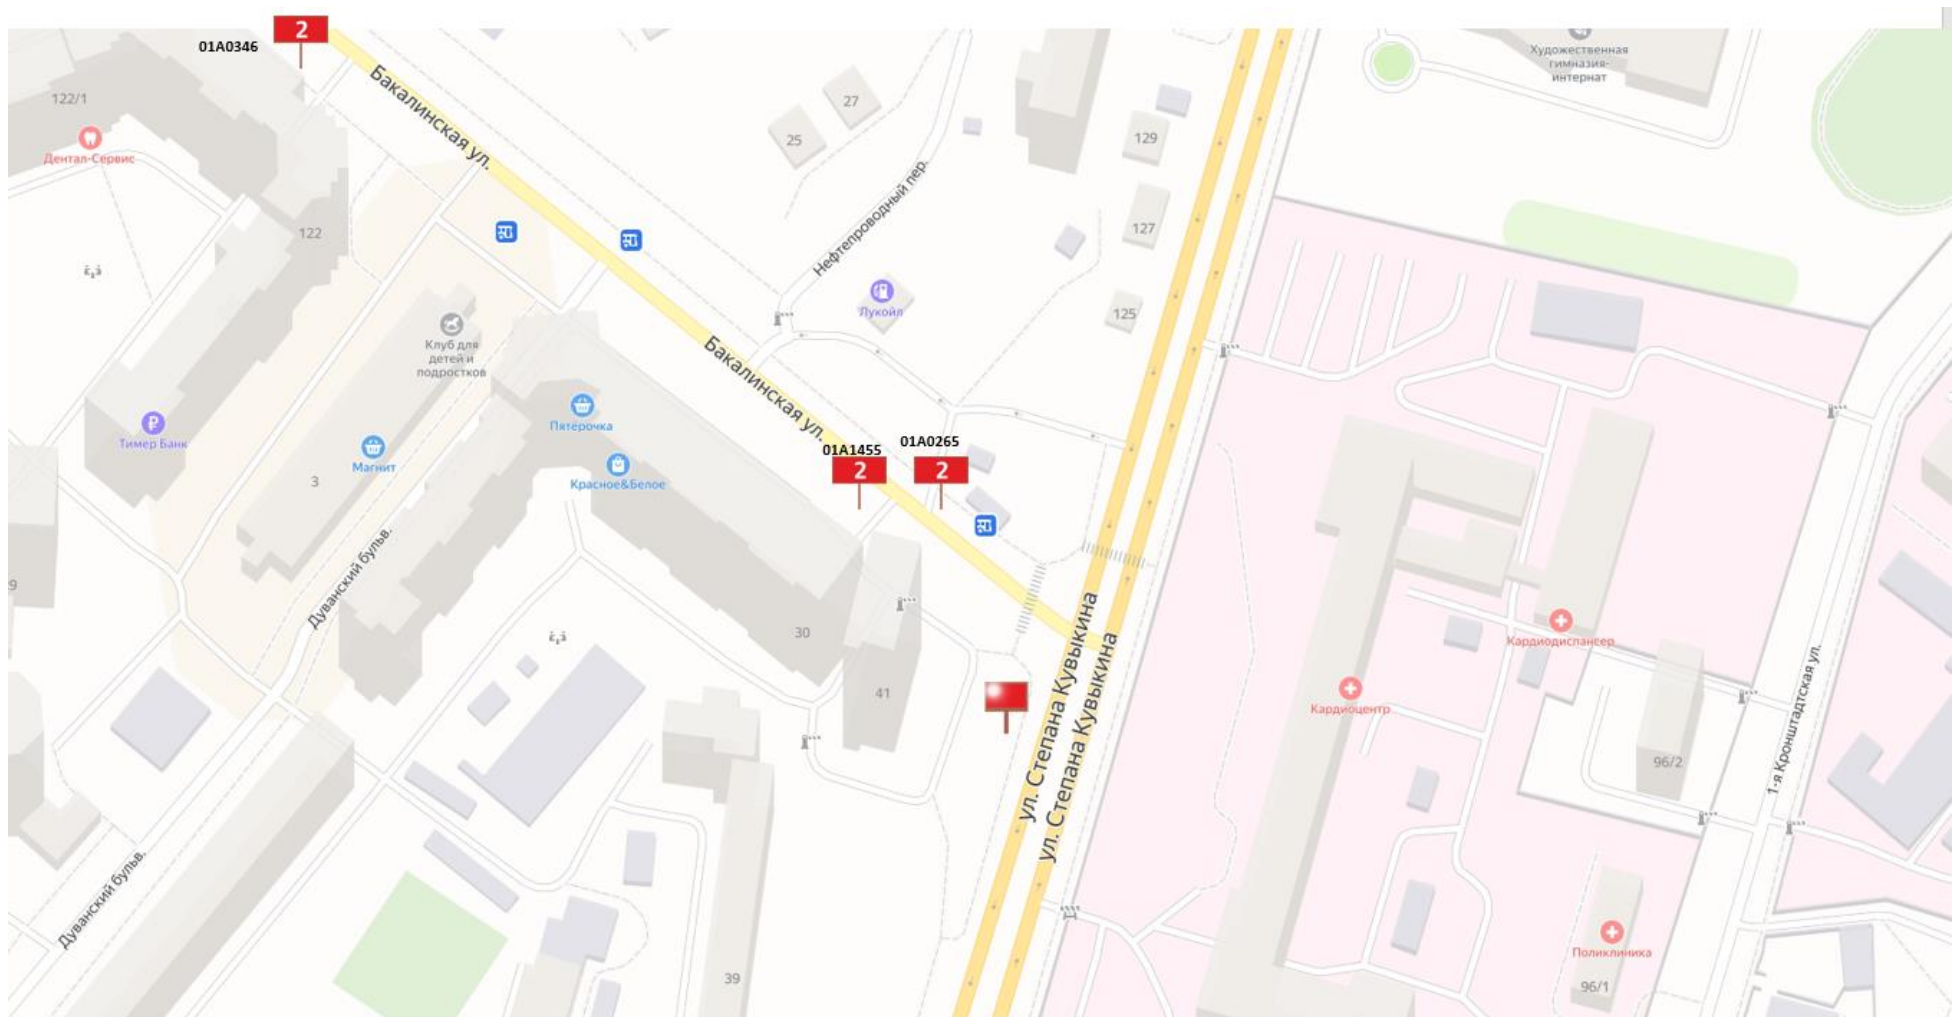 2
01А0346
Художественная
гимназия-
интернат
Бакалинская ул.
122/1
27
25
129
Дентал-Сервис
Нефтепроводный пер.
127
122
Лукойл
125
Клуб для
детей и
подростков
Бакалинская ул.
Пятёрочка
Тимер Банк
Магнит
01А1455
01А0265
2
2
Красное&Белое
3
Дуванский бульв.
9
30
Кардиодиспансер
ул. Степана Кувыкина
ул. Степана Кувыкина
41
Кардиоцентр
1-я Кронштадтская ул.
96/2
Дуванский бульв.
Поликлиника
39
96/1